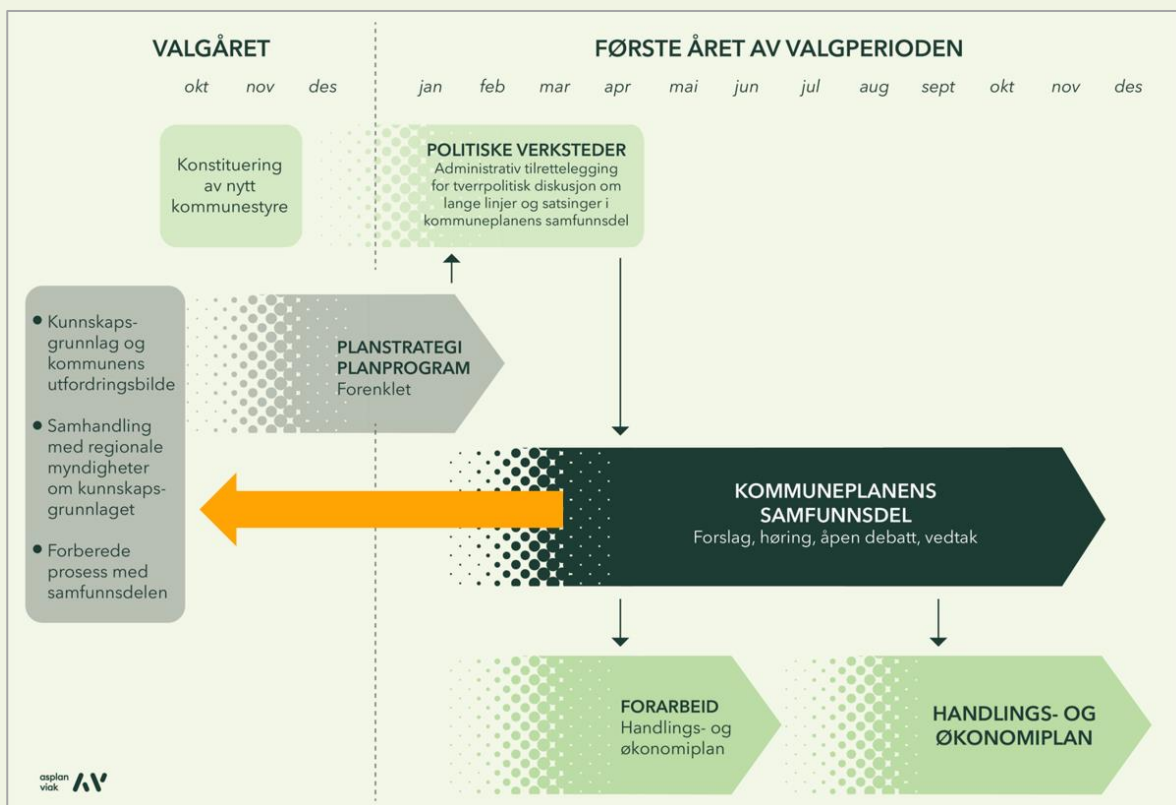 VALGÅRET
FØRSTE ÅRET AV VALGPERIODEN
okt nov des jan feb mar apr mai jun jul aug sept okt nov des
Konstituering
av nytt
kommunestyre
POLITISKE VERKSTEDER
Administrativ tilrettelegging
for tverrpolitisk diskusjon om
lange linjer og satsinger i
kommuneplanens samfunnsdel
• Kunnskaps-
grunnlag og
kommunens
utfordringsbilde
• Samhandling
med regionale
myndigheter
om kunnskaps-
grunnlaget
• Forberede
prosess med
samfunnsdelen
PLANSTRATEGI
PLANPROGRAM
Forenklet
KOMMUNEPLANENS
SAMFUNNSDEL
Forslag, høring, åpen debatt, vedtak
FORARBEID
Handlings- og
økonomiplan
HANDLINGS- OG
ØKONOMIPLAN
asplan
viak